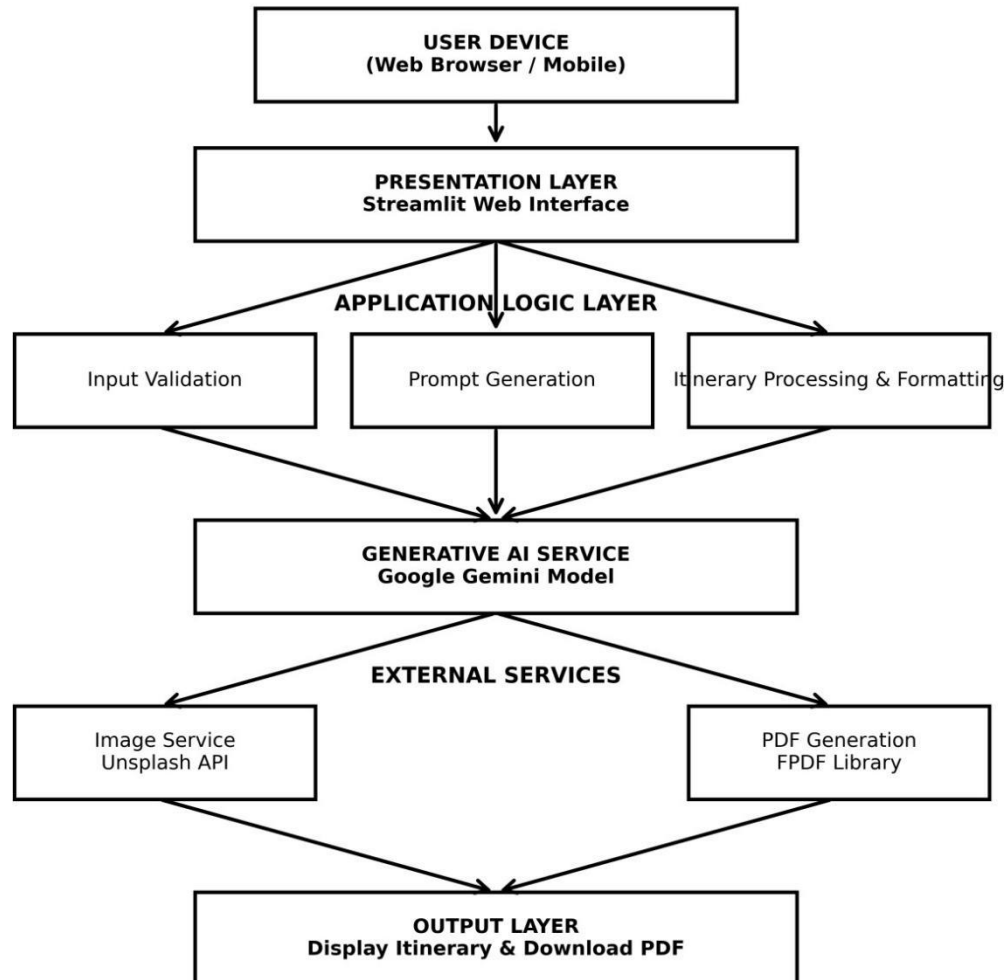 USER DEVICE
(Web Browser / Mobile)
PRESENTATION LAYER
Streamlit Web Interface
APPLICATION LOGIC LAYER
Input Validation
Prompt Generation
Itinerary Processing & Formatting
GENERATIVE AI SERVICE
Google Gemini Model
EXTERNAL SERVICES
Image Service
Unsplash API
PDF Generation
FPDF Library
OUTPUT LAYER
Display Itinerary & Download PDF